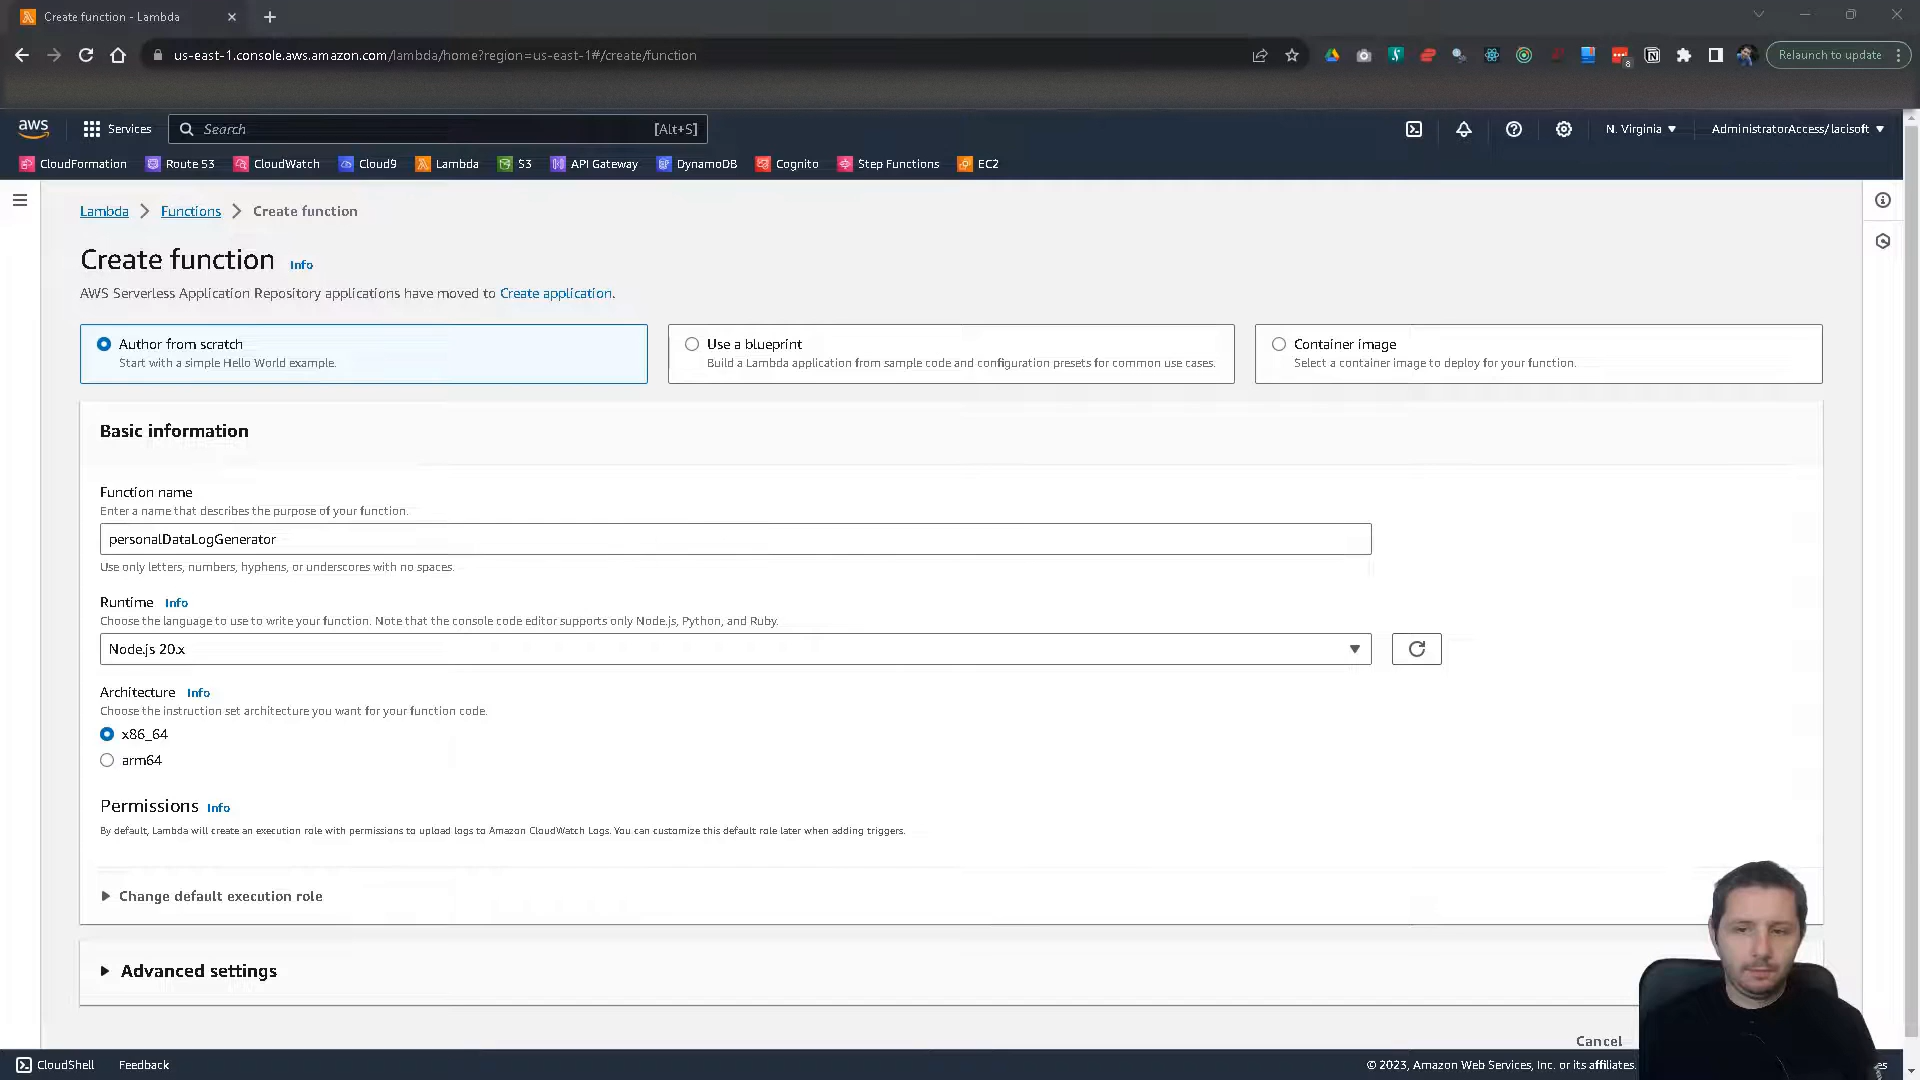 Create function - Lambda
us-east-1.console.aws.amazon.com/lambda/home?region=us-east-1#/create/function
8
Relaunch to update
aws
Services
Search
[Alt+S]
N. Virginia
AdministratorAccess/lacisoft
CloudFormation
Route 53
CloudWatch
Cloud9
Lambda
S3
API Gateway
DynamoDB
Cognito
Step Functions
EC2
Lambda
Functions
Create function
Create function Info
AWS Serverless Application Repository applications have moved to Create application.
Author from scratch
Start with a simple Hello World example.
Use a blueprint
Build a Lambda application from sample code and configuration presets for common use cases.
Container image
Select a container image to deploy for your function.
Basic information
Function name
Enter a name that describes the purpose of your function.
personalDataLogGenerator
Use only letters, numbers, hyphens, or underscores with no spaces.
Runtime Info
Choose the language to use to write your function. Note that the console code editor supports only Node.js, Python, and Ruby.
Node.js 20.x
Architecture Info
Choose the instruction set architecture you want for your function code.
x86_64
arm64
Permissions Info
By default, Lambda will create an execution role with permissions to upload logs to Amazon CloudWatch Logs. You can customize this default role later when adding triggers.
Change default execution role
Advanced settings
Cancel
CloudShell
Feedback
© 2023, Amazon Web Services, Inc. or its affiliates.
es